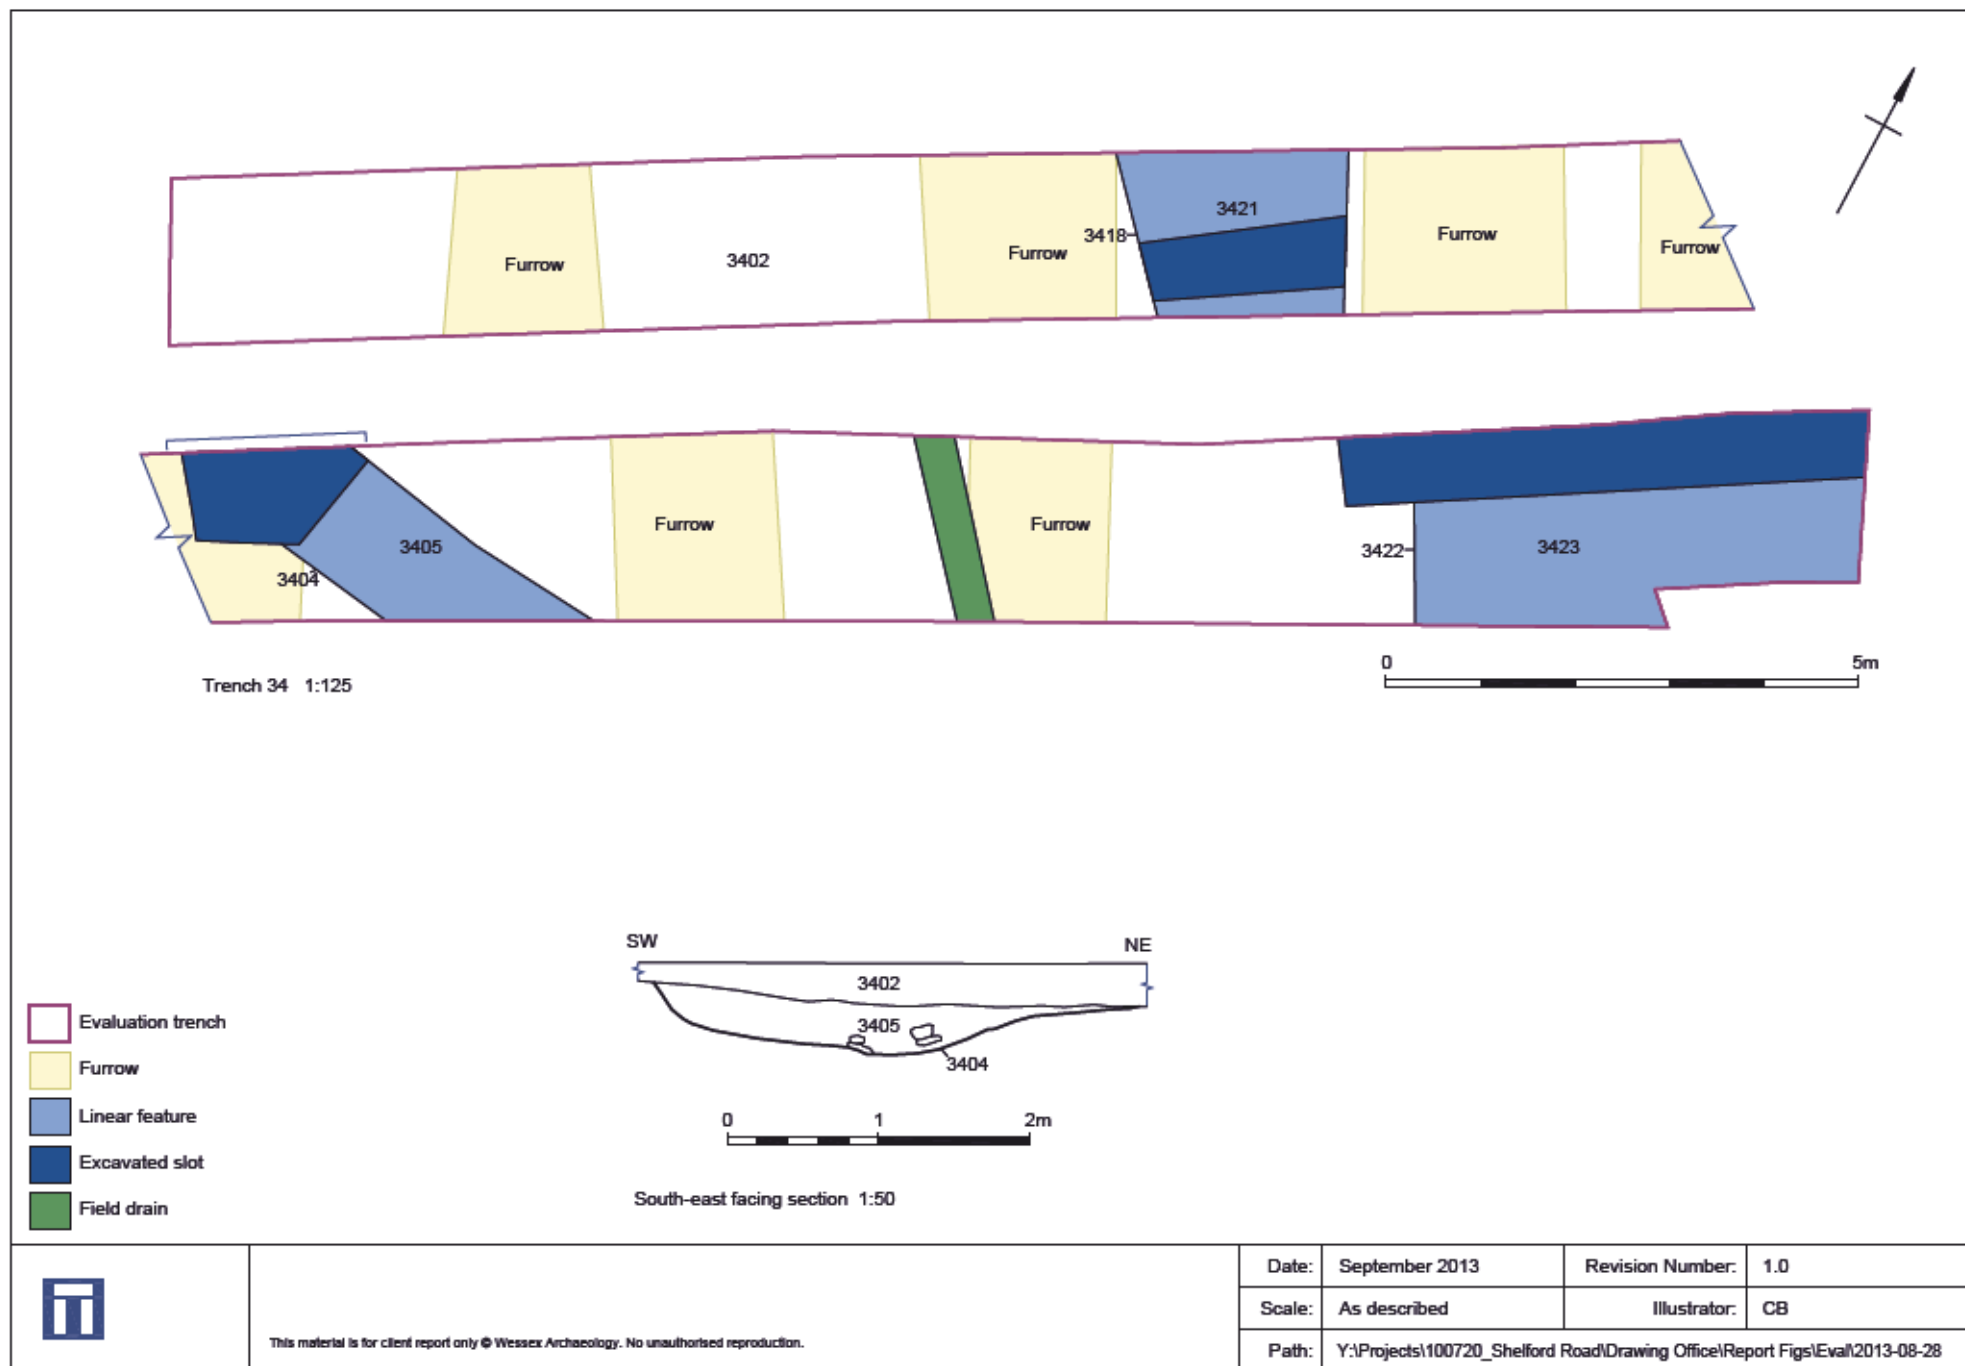 3421
3418
Furrow
3402
Furrow
Furrow
Furrow
3405
3404
Furrow
Furrow
3422
3423
Trench 34 1:125
0 5m
SW NE
3402
3405
3404
0 1 2m
South-east facing section 1:50
Evaluation trench
Furrow
Linear feature
Excavated slot
Field drain
This material is for client report only © Wessex Archaeology. No unauthorised reproduction.
Date: September 2013 Revision Number: 1.0
Scale: As described Illustrator: CB
Path: Y:\Projects\100720_Shelford Road\Drawing Office\Report Figs\Eval\2013-08-28